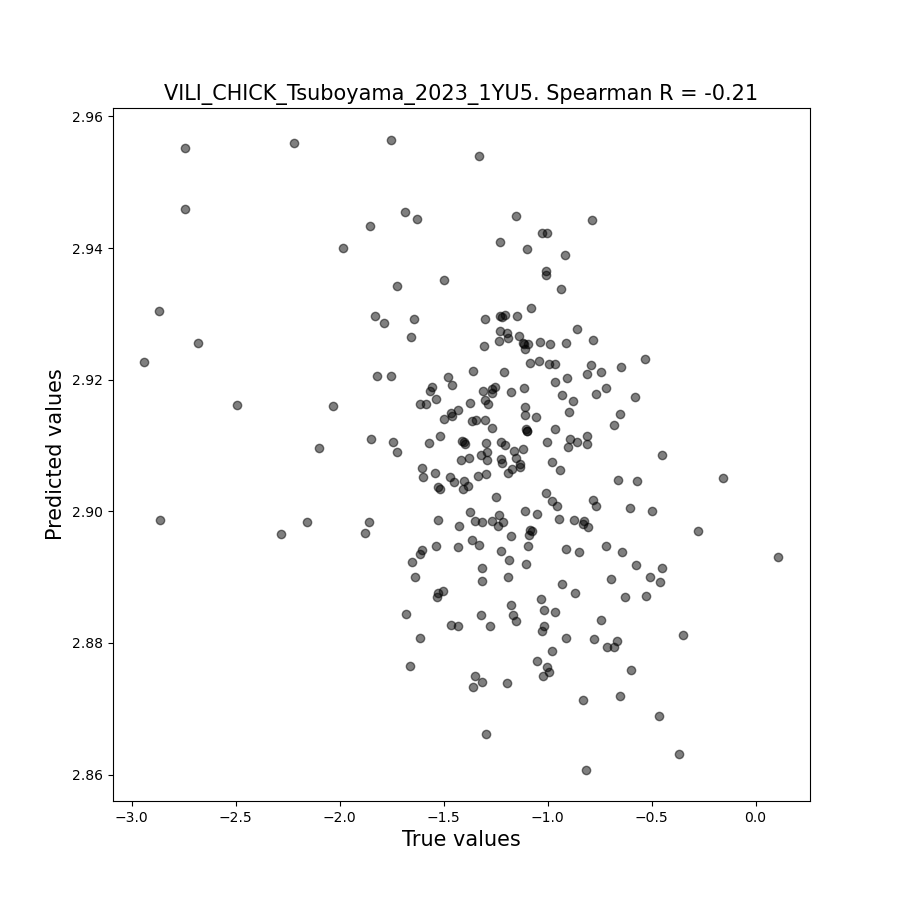 VILI_CHICK_Tsuboyama_2023_1YU5. Spearman R = -0.21
2.96
2.94
2.92
2.90
2.88
2.86
Predicted values
−3.0 −2.5 −2.0 −1.5 −1.0 −0.5 0.0
True values